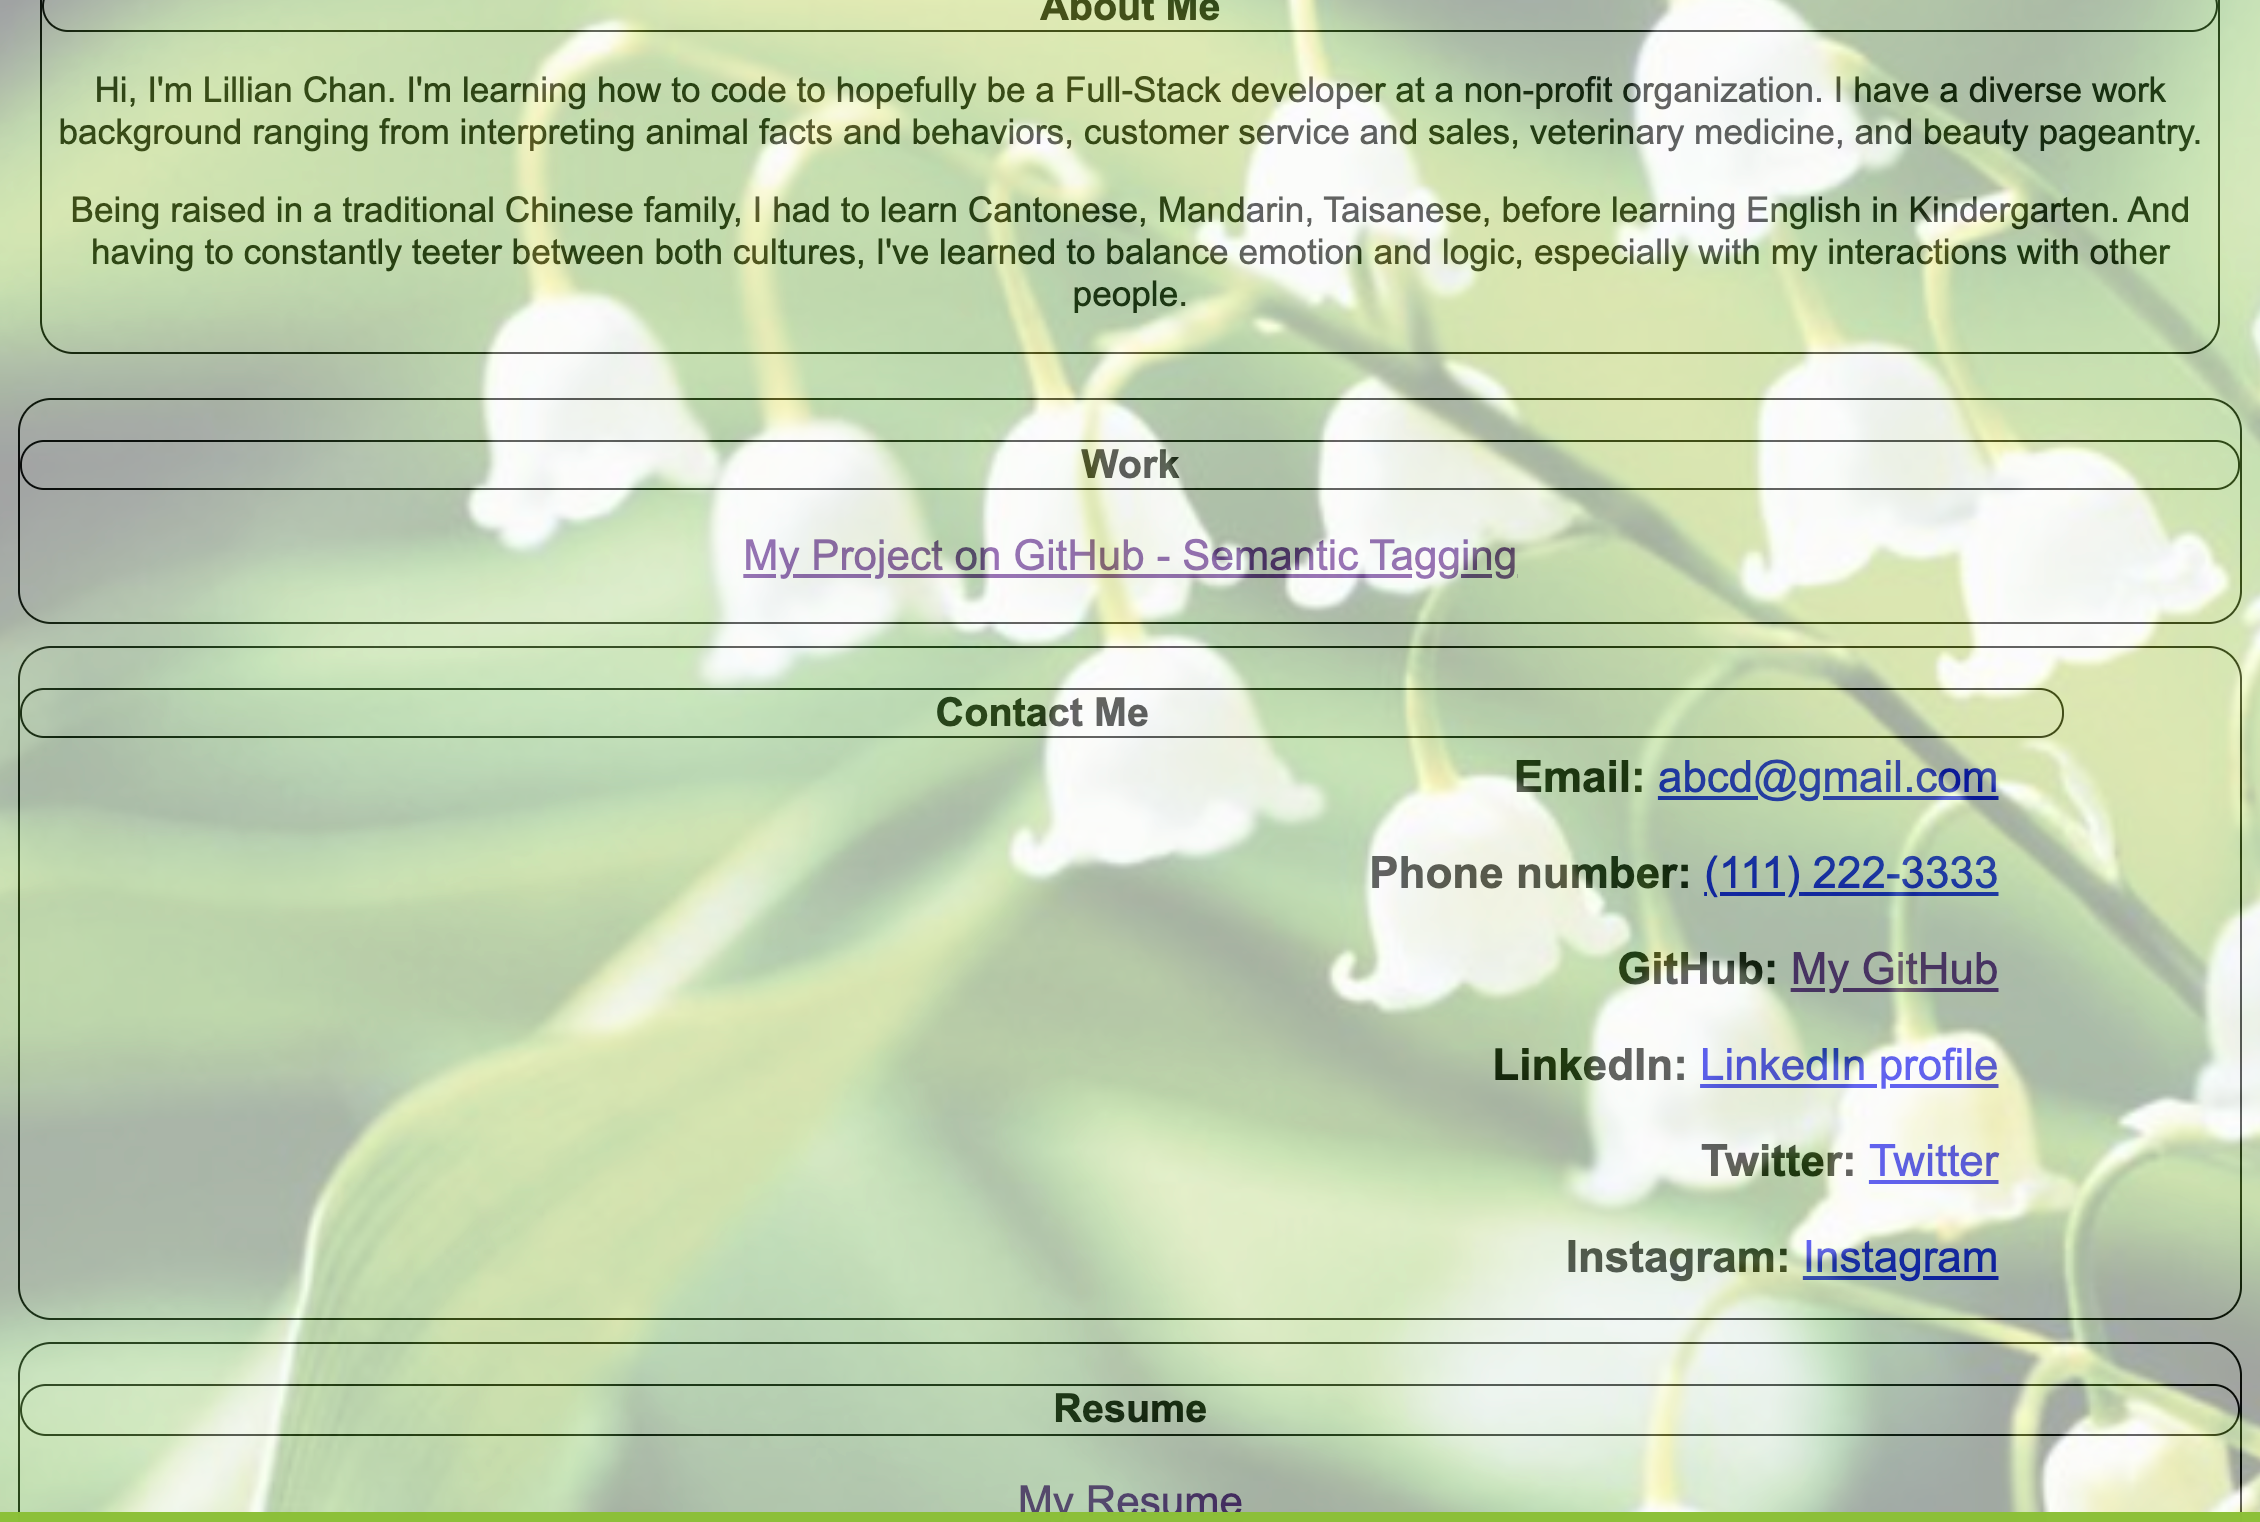 About Me
Hi, I'm Lillian Chan. I'm learning how to code to hopefully be a Full-Stack developer at a non-profit organization. I have a diverse work
background ranging from interpreting animal facts and behaviors, customer service and sales, veterinary medicine, and beauty pageantry.
Being raised in a traditional Chinese family, I had to learn Cantonese, Mandarin, Taisanese, before learning English in Kindergarten. And
having to constantly teeter between both cultures, I've learned to balance emotion and logic, especially with my interactions with other
people.
Work
My Project on GitHub - Semantic Tagging
Contact Me
Email: abcd@gmail.com
Phone number: (111) 222-3333
GitHub: My GitHub
LinkedIn: LinkedIn profile
Twitter: Twitter
Instagram: Instagram
Resume
My Resume